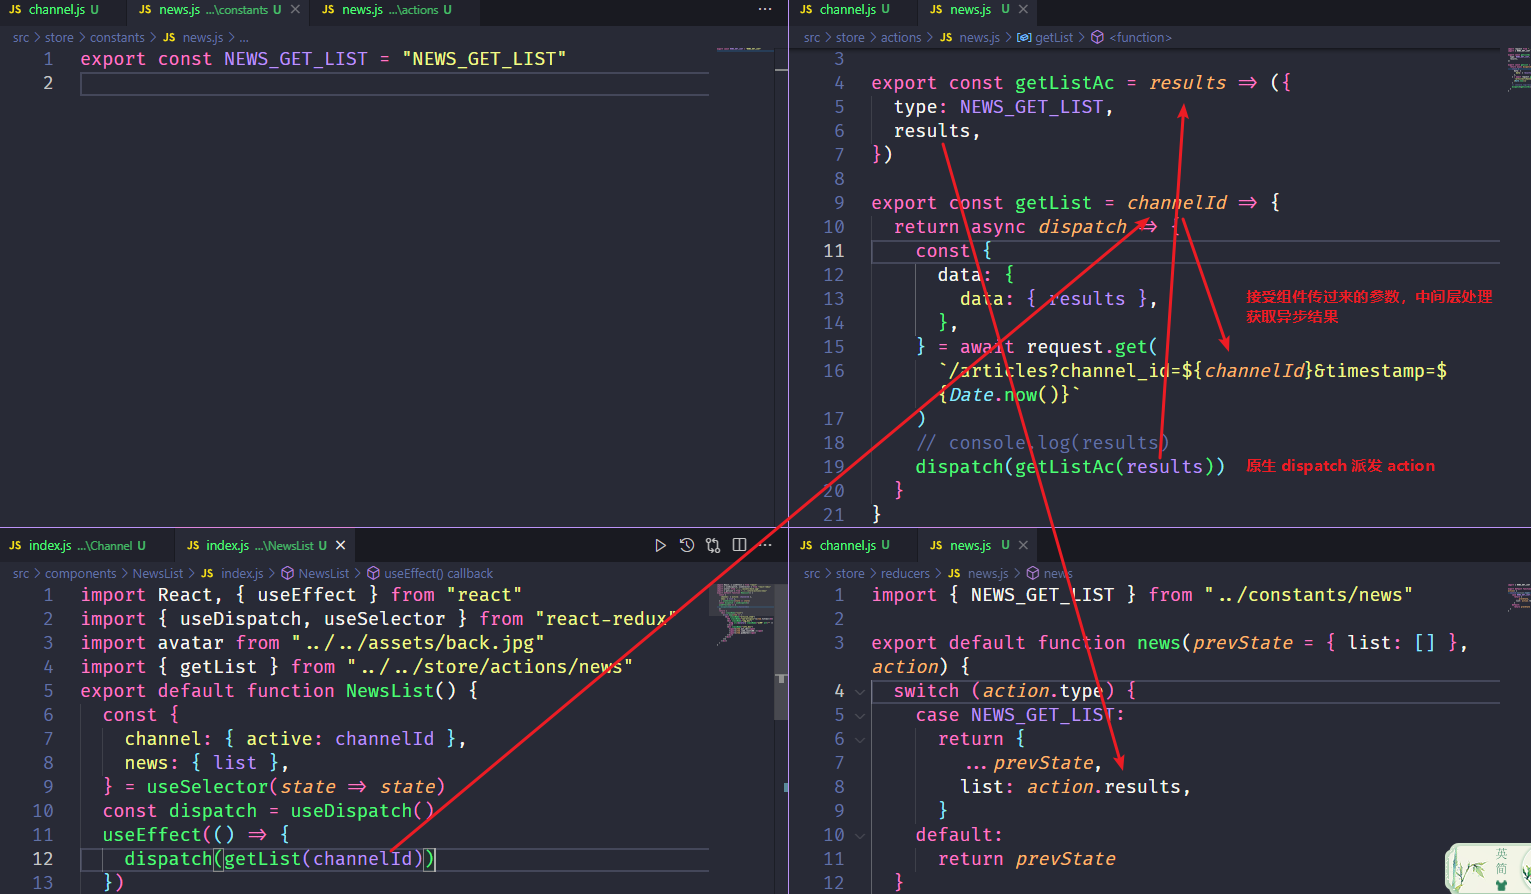 JS channel.js U
JS news.js ...\constants U
JS news.js ...\actions U
src > store > constants > JS news.js > ...
1 export const NEWS_GET_LIST = "NEWS_GET_LIST"
2
JS channel.js U
JS news.js U
src > store > actions > JS news.js > getList > <function>
3
4 export const getListAc = results => ({
5 type: NEWS_GET_LIST,
6 results,
7 })
8
9 export const getList = channelId => {
10 return async dispatch => {
11 const {
12 data: {
13 data: { results },
14 },
15 } = await request.get(
16 `/articles?channel_id=${channelId}&timestamp=$
{Date.now()}`
17 )
18 // console.log(results)
19 dispatch(getListAc(results))
20 }
21 }
接受组件传过来的参数，中间层处理
获取异步结果
原生 dispatch 派发 action
JS index.js ...\Channel U
JS index.js ...\NewsList U
src > components > NewsList > JS index.js > NewsList > useEffect() callback
1 import React, { useEffect } from "react"
2 import { useDispatch, useSelector } from "react-redux"
3 import avatar from "../../assets/back.jpg"
4 import { getList } from "../../store/actions/news"
5 export default function NewsList() {
6 const {
7 channel: { active: channelId },
8 news: { list },
9 } = useSelector(state => state)
10 const dispatch = useDispatch()
11 useEffect(() => {
12 dispatch(getList(channelId))
13 })
JS channel.js U
JS news.js U
src > store > reducers > JS news.js > news
1 import { NEWS_GET_LIST } from "../constants/news"
2
3 export default function news(prevState = { list: [] },
action) {
4 switch (action.type) {
5 case NEWS_GET_LIST:
6 return {
7 ...prevState,
8 list: action.results,
9 }
10 default:
11 return prevState
12 }
英
简